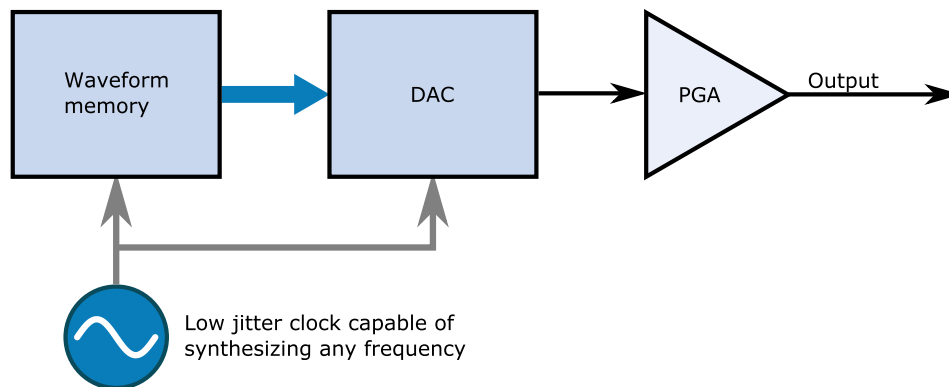 Waveform
memory
DAC
PGA
Output
Low jitter clock capable of
synthesizing any frequency